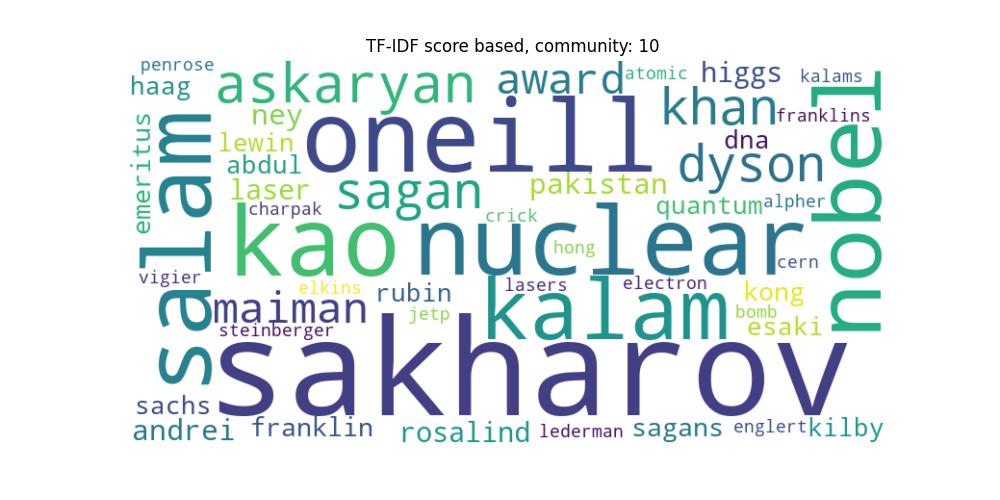 TF-IDF score based, community: 10
penrose
haag
askaryan
award
atomic
higgs
kalams
nobel
emeritus
salam
ney
oneill
khan
franklins
lewin
abdul
dna
dyson
laser
sagan
pakistan
charpak
crick
quantum
alpher
kao
nuclear
hong
cern
vigier
elkins
rubin
lasers
electron
kong
maiman
jetp
kalam
bomb
esaki
steinberger
sakharov
sachs
andrei
franklin
rosalind
lederman
sagans
englert
kilby